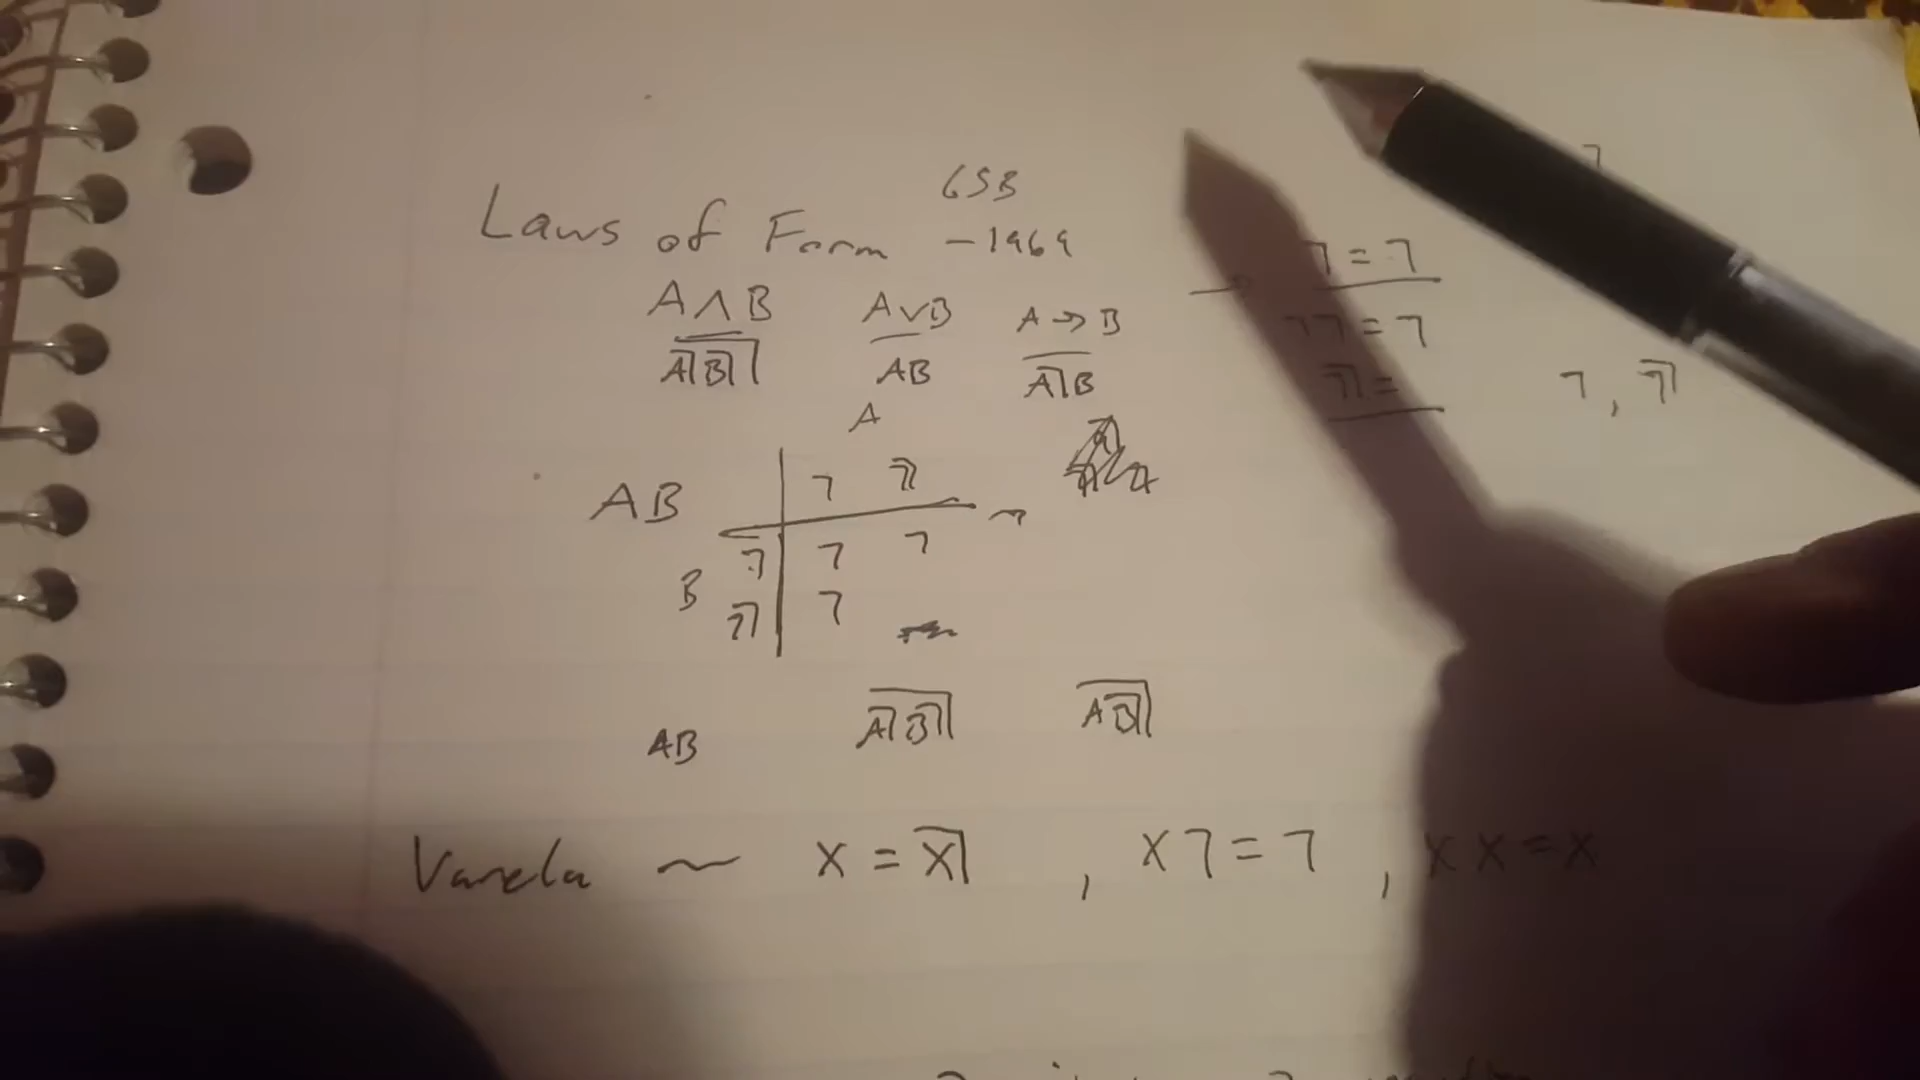 GSB
Laws of Form -1969
A∧B A∨B A→B
A̅|̅B̅|̅| AB A̅|B
→ ⌝ = ⌝
⌝⌝ = ⌝
⌝̅⌝ = ⌝ , ⌝̅⌝
A
AB ⌝ ⌝̅⌝ ¬
B ⌝ ⌝ ⌝
⌝̅⌝ ⌝
AB A̅|̅B̅|̅| A̅B̅|̅|
Varela ~ x = x̅| , x⌝ = ⌝ , xx = x